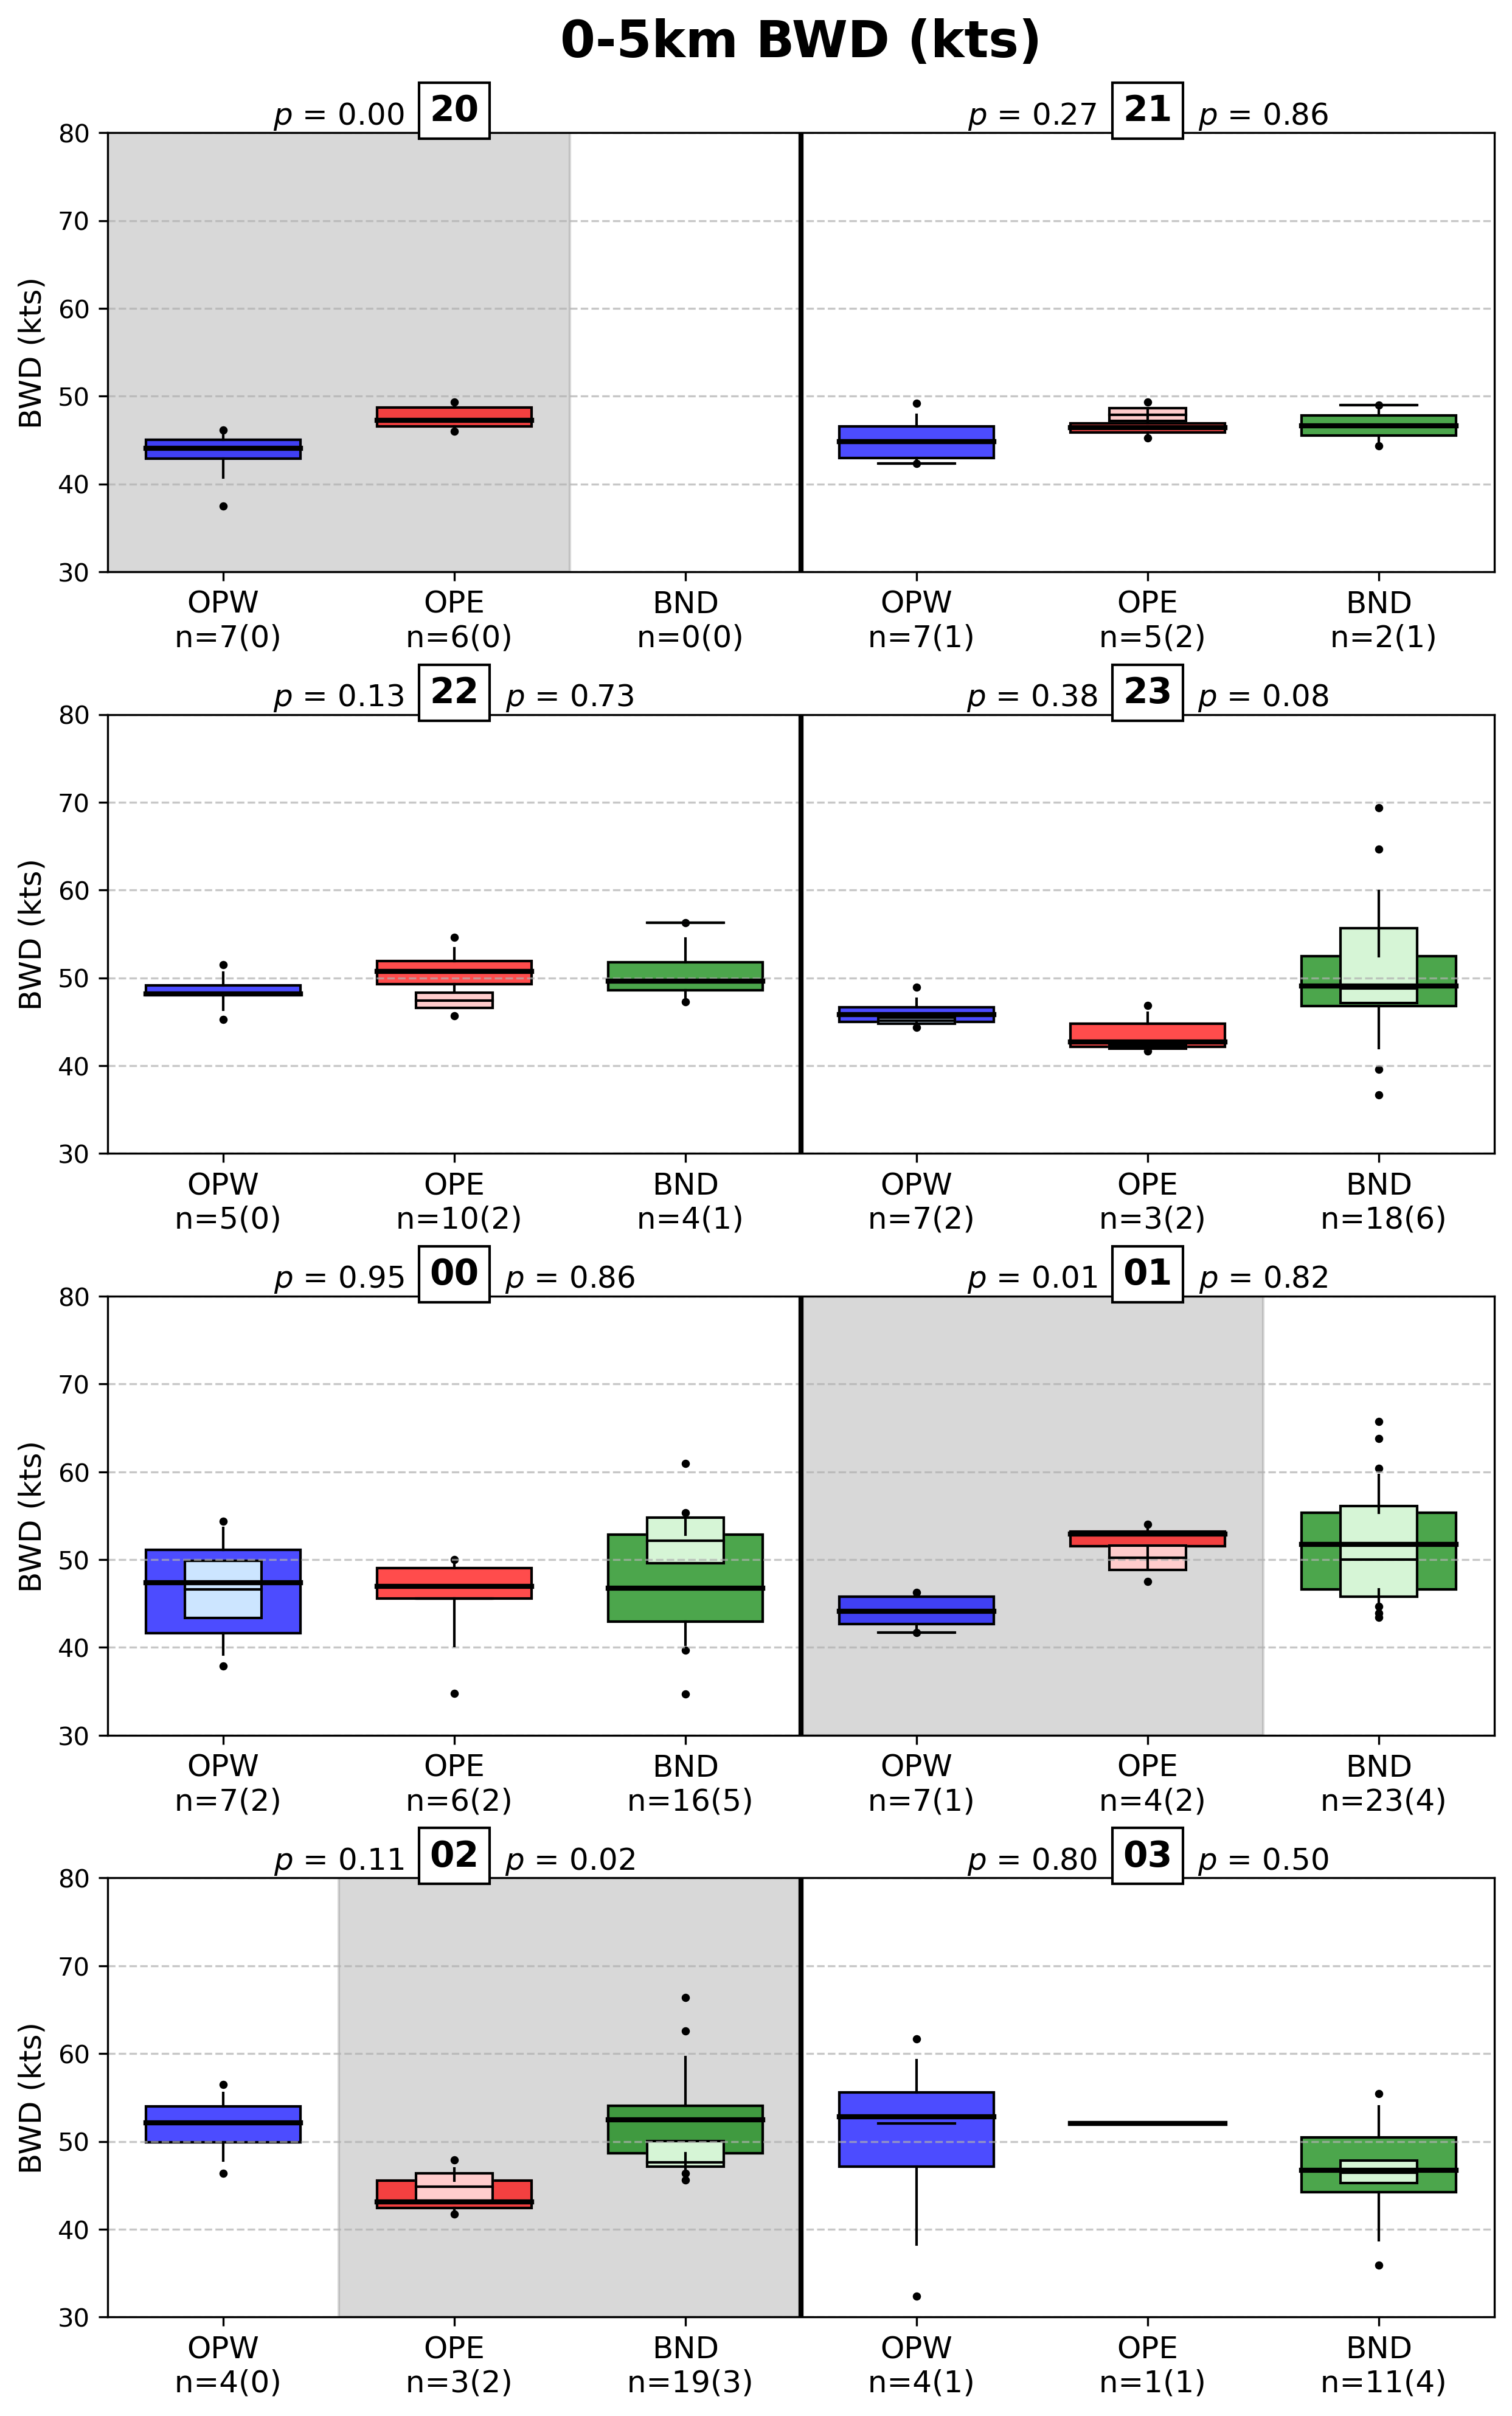 0-5km BWD (kts)
p = 0.00 20
p = 0.27 21 p = 0.86
80
70
60
50
40
30
BWD (kts)
OPW OPE BND OPW OPE BND
n=7(0) n=6(0) n=0(0) n=7(1) n=5(2) n=2(1)
p = 0.13 22 p = 0.73
p = 0.38 23 p = 0.08
80
70
60
50
40
30
BWD (kts)
OPW OPE BND OPW OPE BND
n=5(0) n=10(2) n=4(1) n=7(2) n=3(2) n=18(6)
p = 0.95 00 p = 0.86
p = 0.01 01 p = 0.82
80
70
60
50
40
30
BWD (kts)
OPW OPE BND OPW OPE BND
n=7(2) n=6(2) n=16(5) n=7(1) n=4(2) n=23(4)
p = 0.11 02 p = 0.02
p = 0.80 03 p = 0.50
80
70
60
50
40
30
BWD (kts)
OPW OPE BND OPW OPE BND
n=4(0) n=3(2) n=19(3) n=4(1) n=1(1) n=11(4)